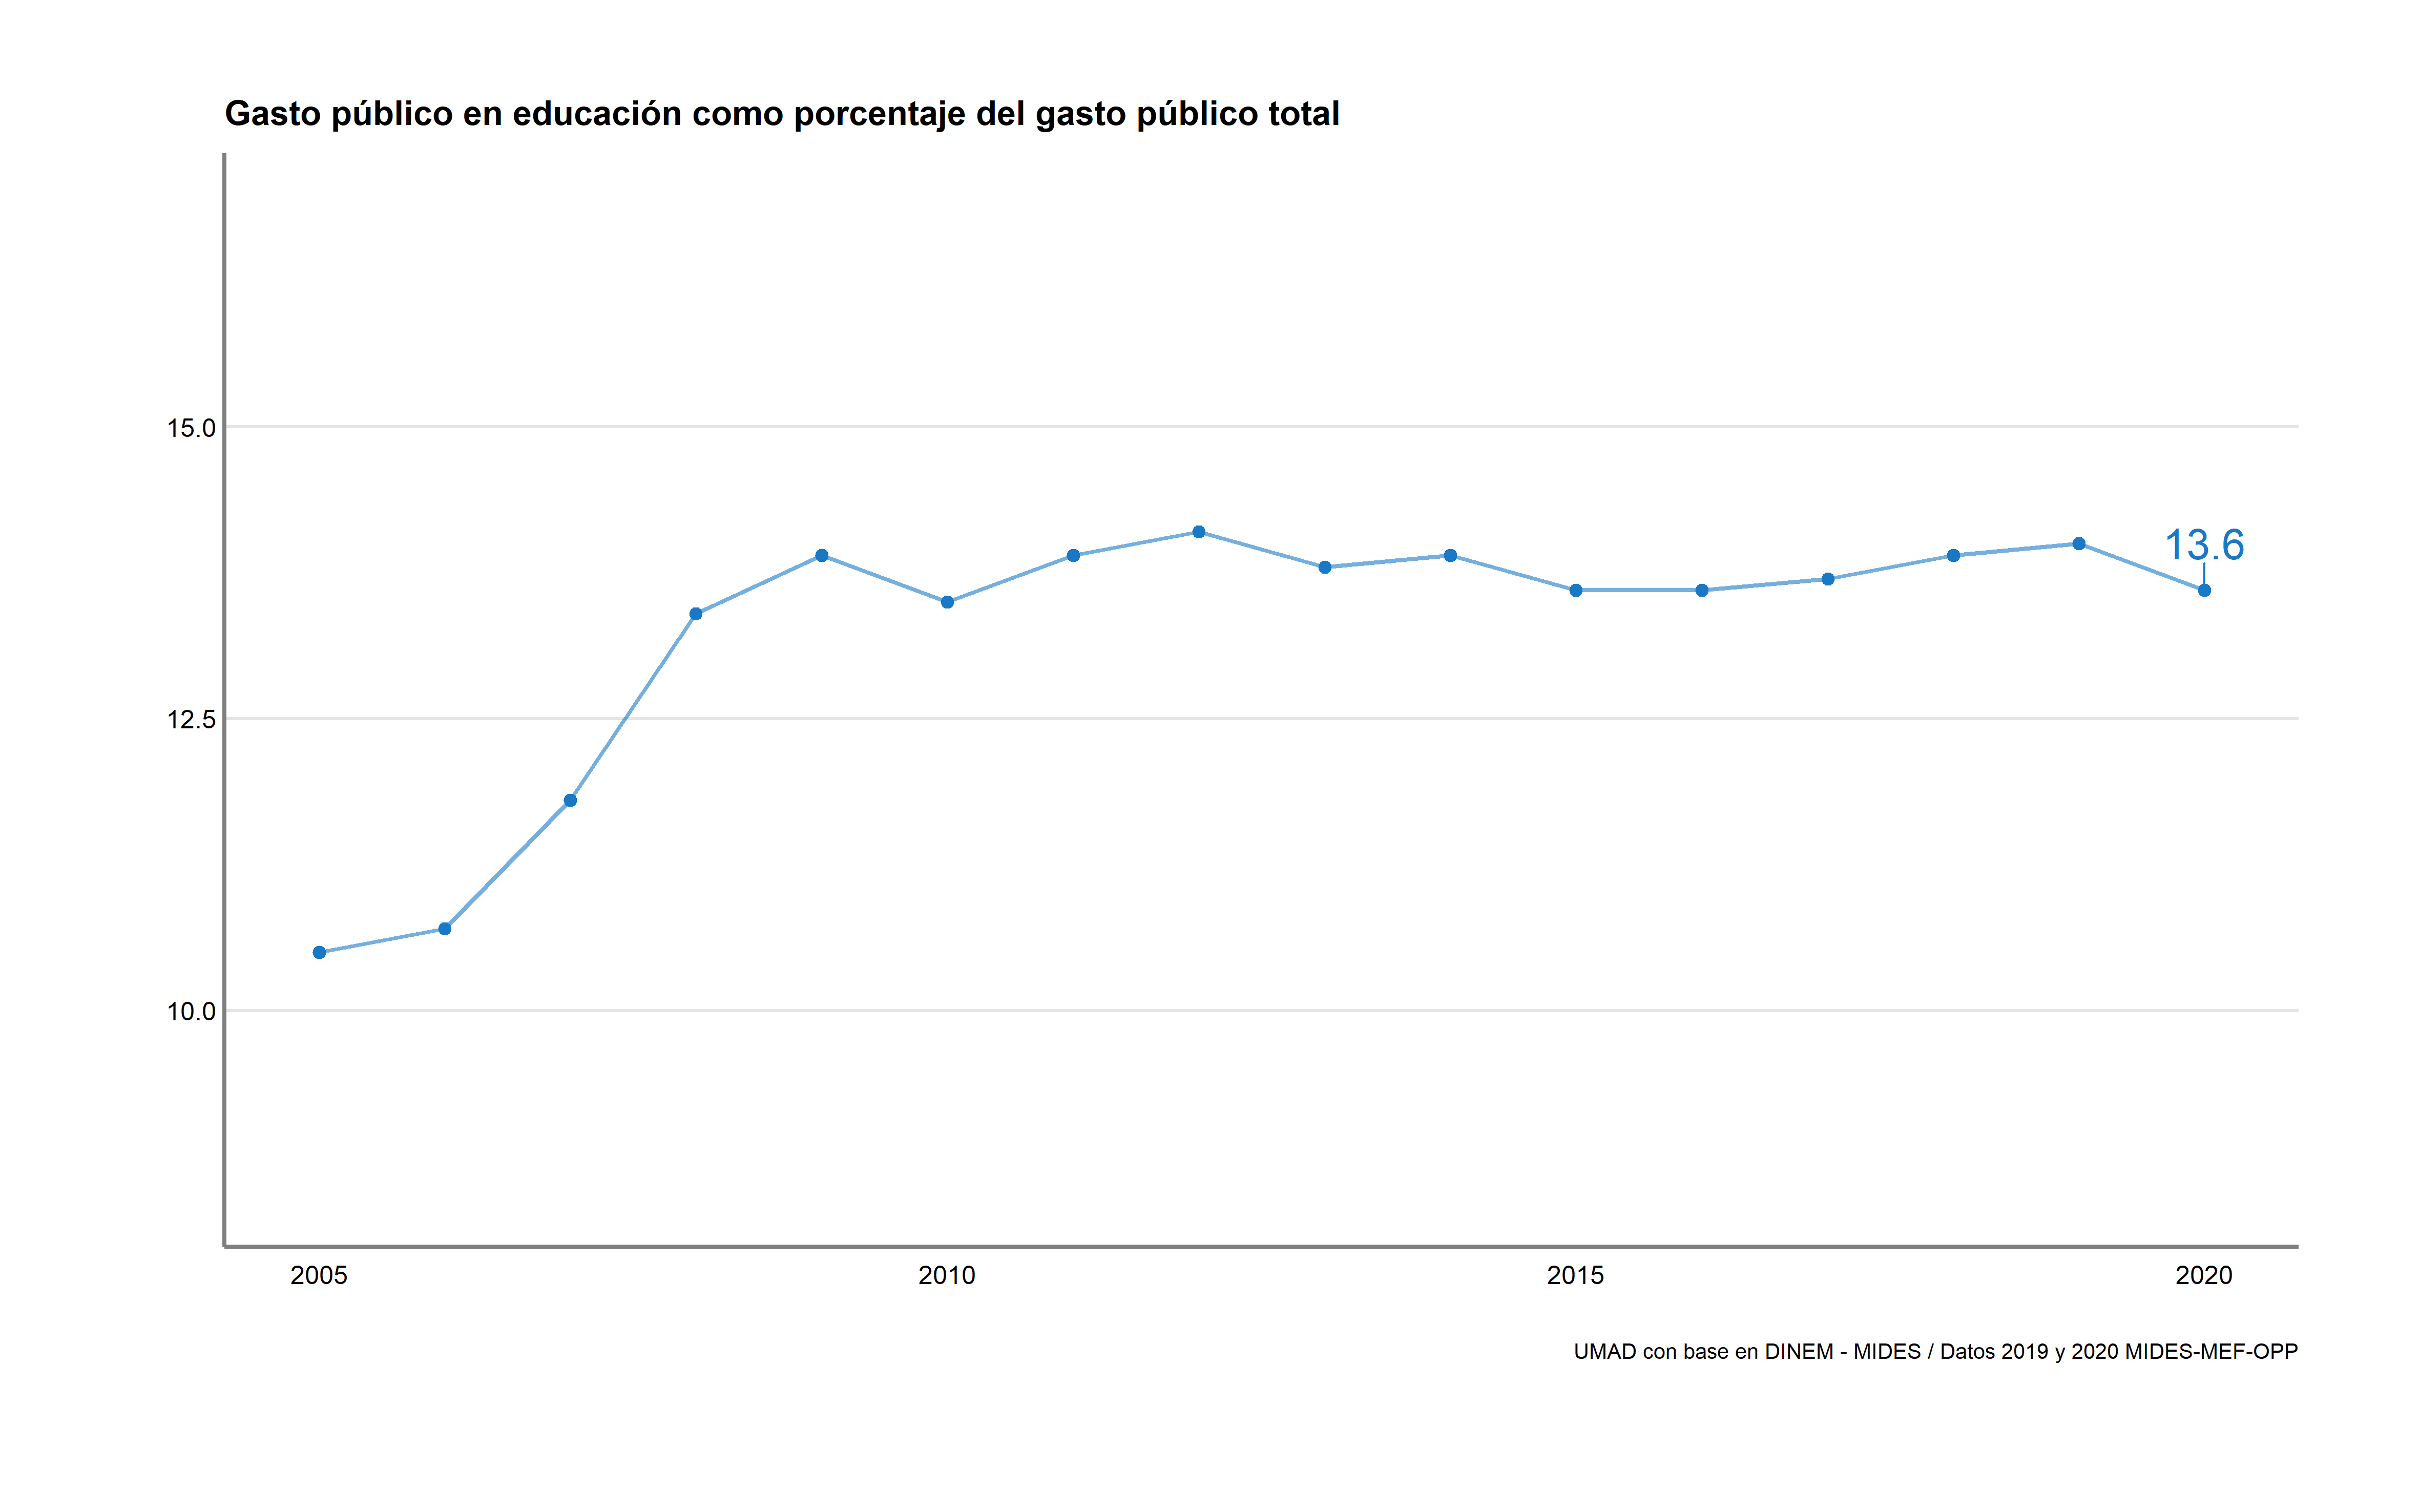 Gasto público en educación como porcentaje del gasto público total
15.0
13.6
12.5
10.0
2005 2010 2015 2020
UMAD con base en DINEM - MIDES / Datos 2019 y 2020 MIDES-MEF-OPP